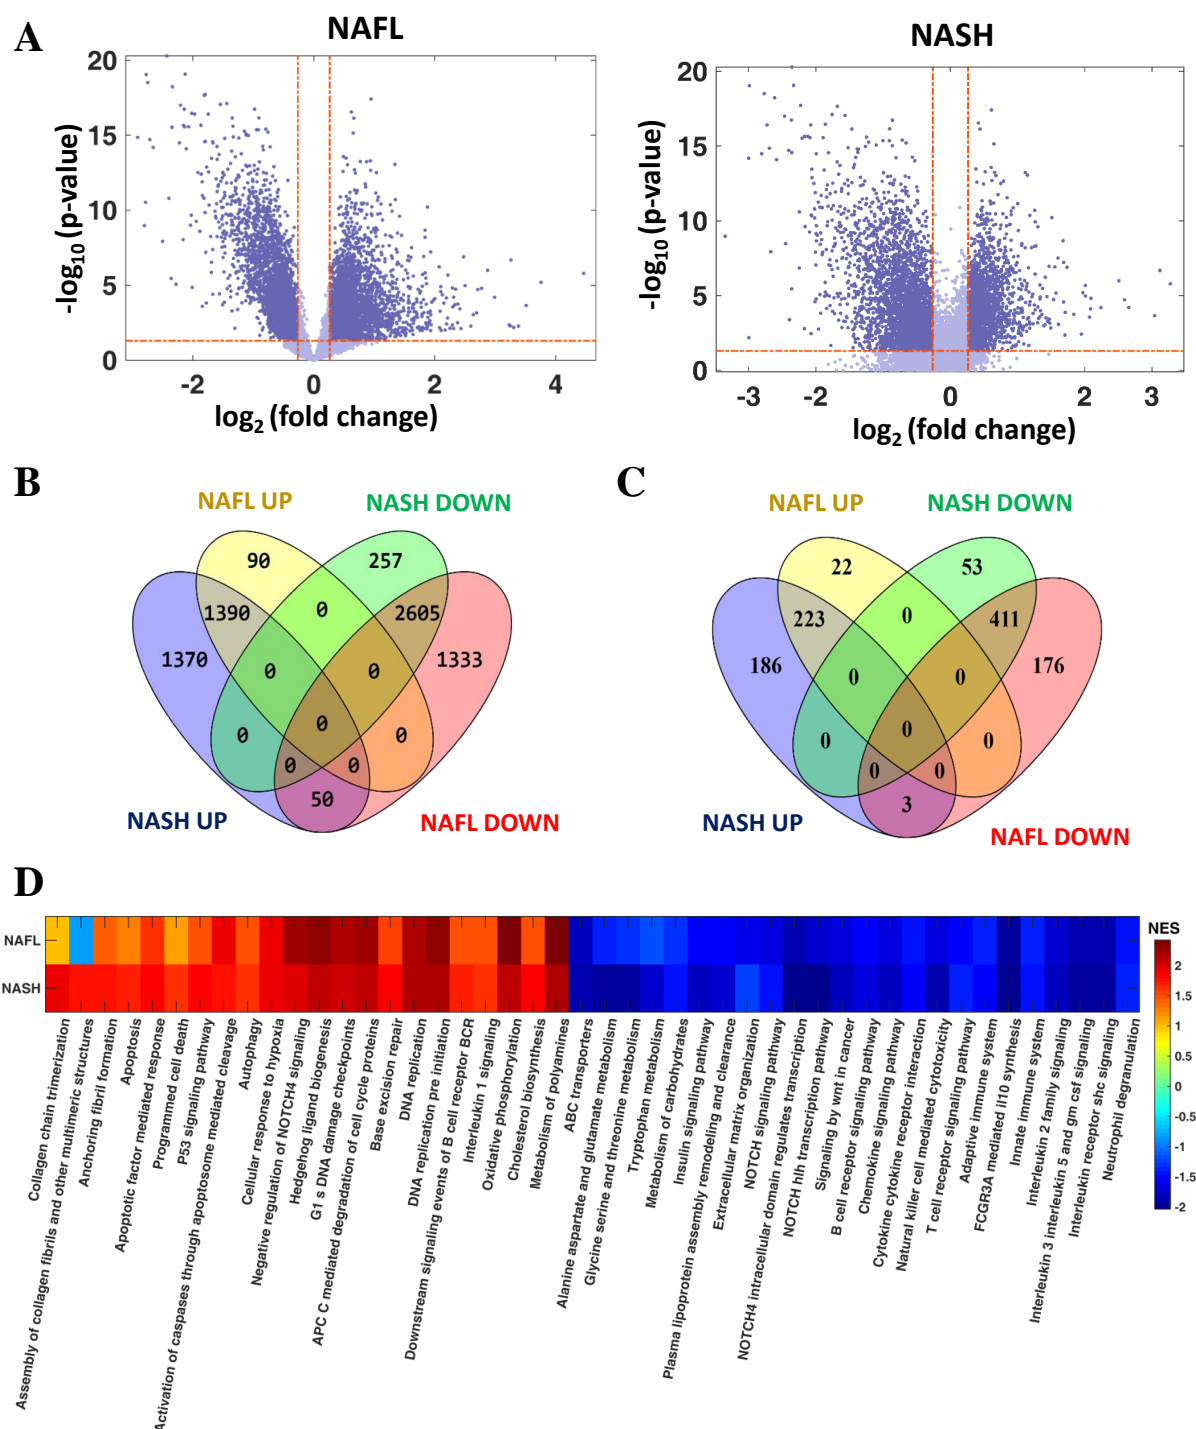 A
NAFL
NASH
20
15
10
5
0
-2
0
2
4
-log10 (p-value)
log2 (fold change)
20
15
10
5
0
-3
-2
0
2
3
-log10 (p-value)
log2 (fold change)
B
NAFL UP
NASH DOWN
90
257
1390
0
2605
1370
0
0
1333
0
0
0
0
0
50
NASH UP
NAFL DOWN
C
NAFL UP
NASH DOWN
22
53
223
0
411
186
0
0
176
0
0
0
0
0
3
NASH UP
NAFL DOWN
D
NAFL
NASH
NES
2
1.5
1
0.5
0
-0.5
-1
-1.5
-2
Collagen chain trimerization
Assembly of collagen fibrils and other multimeric structures
Anchoring fibril formation
Apoptosis
Apoptotic factor mediated response
Programmed cell death
P53 signaling pathway
Activation of caspases through apoptosome mediated cleavage
Autophagy
Cellular response to hypoxia
Negative regulation of NOTCH4 signaling
Hedgehog ligand biogenesis
G1 s DNA damage checkpoints
APC C mediated degradation of cell cycle proteins
Base excision repair
DNA replication
DNA replication pre initiation
Downstream signaling events of B cell receptor BCR
Interleukin 1 signaling
Oxidative phosphorylation
Cholesterol biosynthesis
Metabolism of polyamines
ABC transporters
Alanine aspartate and glutamate metabolism
Glycine serine and threonine metabolism
Tryptophan metabolism
Metabolism of carbohydrates
Insulin signaling pathway
Plasma lipoprotein assembly remodeling and clearance
Extracellular matrix organization
NOTCH signaling pathway
NOTCH4 intracellular domain regulates transcription
NOTCH hlh transcription pathway
Signaling by wnt in cancer
B cell receptor signaling pathway
Chemokine signaling pathway
Cytokine cytokine receptor interaction
Natural killer cell mediated cytotoxicity
T cell receptor signaling pathway
Adaptive immune system
FCGR3A mediated il10 synthesis
Innate immune system
Interleukin 2 family signaling
Interleukin 3 interleukin 5 and gm csf signaling
Interleukin receptor shc signaling
Neutrophil degranulation